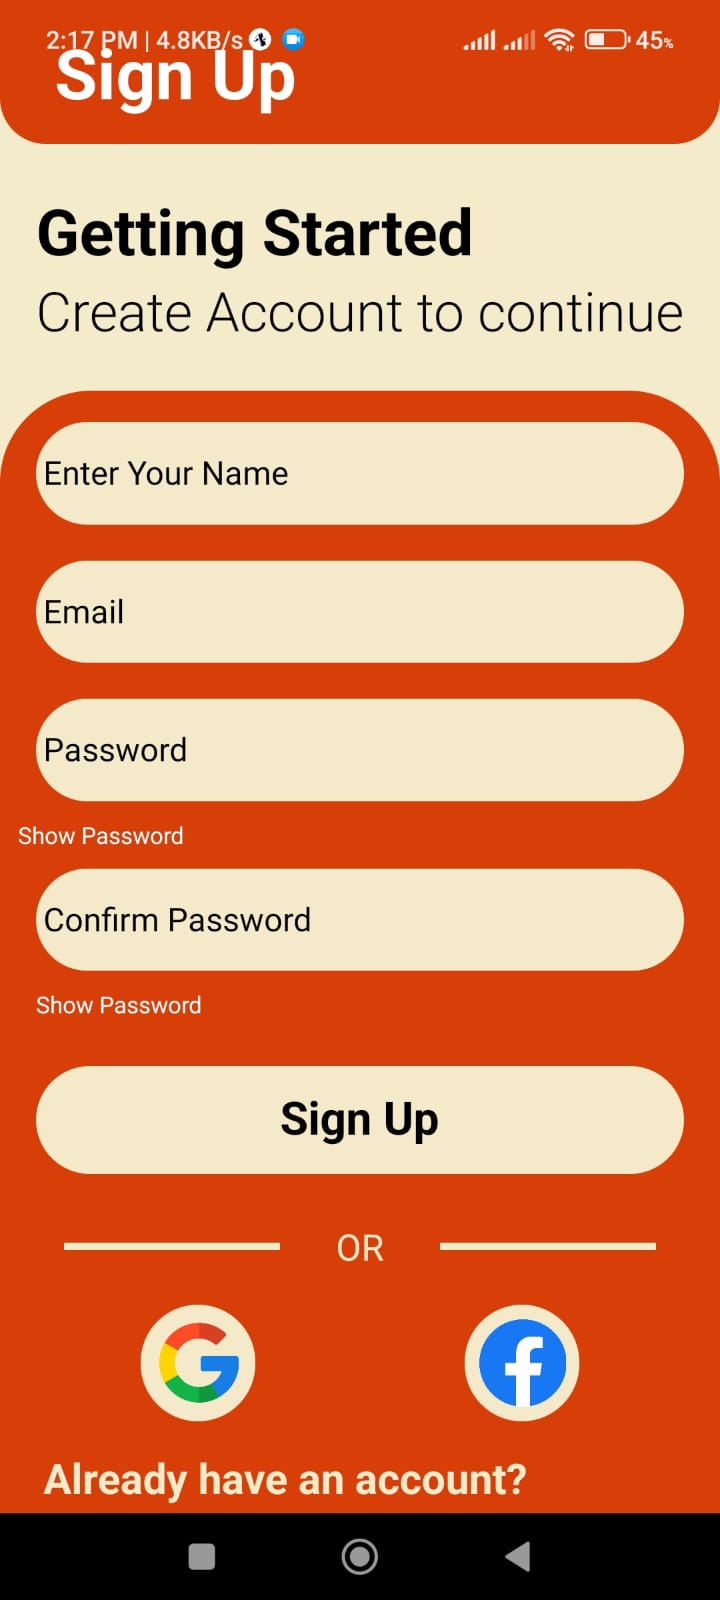 2:17 PM | 4.8KB/s 45%
Sign Up
Getting Started
Create Account to continue
Enter Your Name
Email
Password
Show Password
Confirm Password
Show Password
Sign Up
OR
Already have an account?